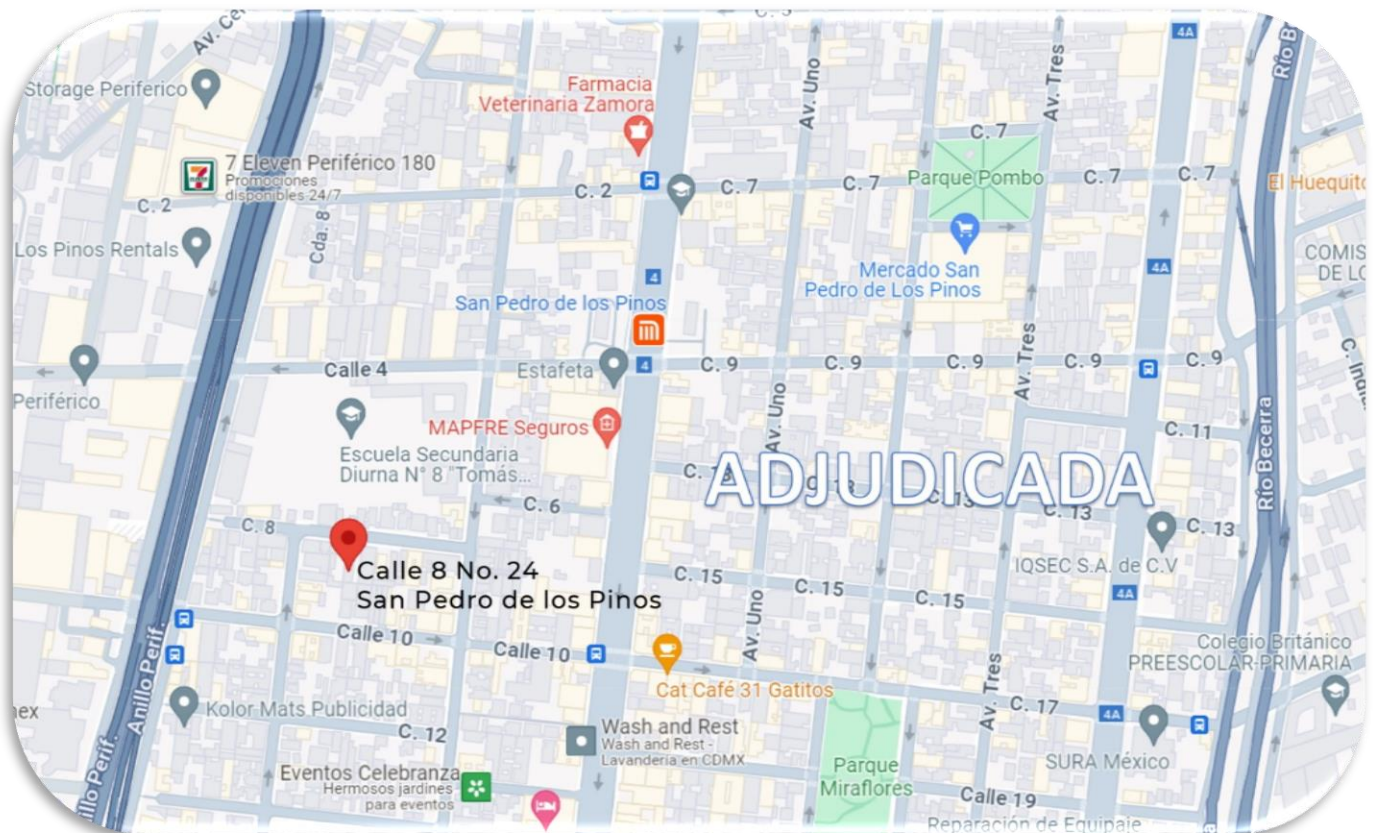 Av. Cer
Storage Periferico
Farmacia
Veterinaria Zamora
Av. Uno
Av. Tres
4A
Río B
7 Eleven Periférico 180
Promociones
disponibles 24/7
C. 2
C. 2
C. 7
C. 7
C. 7
Parque Pombo
C. 7
C. 7
El Huequito
Cda. 8
Los Pinos Rentals
Mercado San
Pedro de Los Pinos
COMIS
DE LO
4
4A
San Pedro de los Pinos
Calle 4
Estafeta
4
C. 9
C. 9
C. 9
C. 9
Av. Tres
Periférico
MAPFRE Seguros
Av. Uno
C. 11
Río Becerra
Escuela Secundaria
Diurna N° 8 "Tomás...
ADJUDICADA
C. 13
C. 13
C. 13
C. 6
C. 8
IQSEC S.A. de C.V
Calle 8 No. 24
San Pedro de los Pinos
C. 15
C. 15
C. 15
4A
Av. Uno
Calle 10
Calle 10
Colegio Británico
PREESCOLAR-PRIMARIA
Cat Café 31 Gatitos
Anillo Perif.
Kolor Mats Publicidad
C. 12
Av. Tres
C. 17
4A
Wash and Rest
Wash and Rest -
Lavandería en CDMX
SURA México
Parque
Miraflores
Eventos Celebranza
Hermosos jardines
para eventos
Calle 19
illo Perif.
Reparación de Equipaje